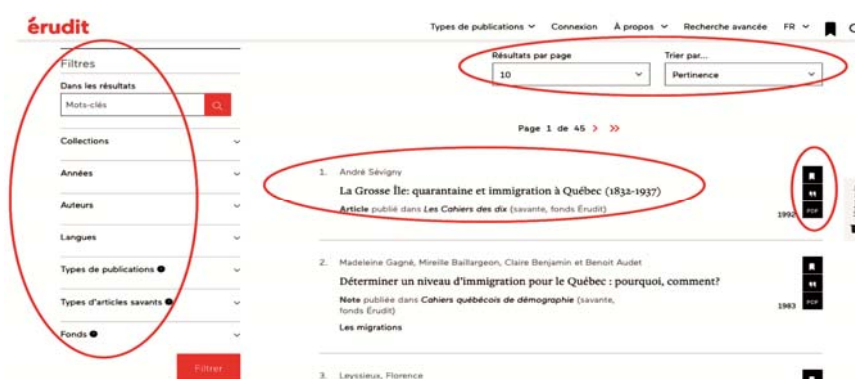 érudit
Types de publications Connexion À propos Recherche avancée FR
Filtres
Dans les résultats
Mots-clés
Collections
Années
Auteurs
Langues
Types de publications
Types d'articles savants
Fonds
Filtrer
Résultats par page
10
Trier par...
Pertinence
Page 1 de 45 > >>
1. André Sévigny
La Grosse Île: quarantaine et immigration à Québec (1832-1937)
Article publié dans Les Cahiers des dix (savante, fonds Érudit)
1992
PDF
2. Madeleine Gagné, Mireille Baillargeon, Claire Benjamin et Benoit Audet
Déterminer un niveau d'immigration pour le Québec : pourquoi, comment?
Note publiée dans Cahiers québécois de démographie (savante,
fonds Érudit)
1983
PDF
Les migrations
3. Leyssieux, Florence